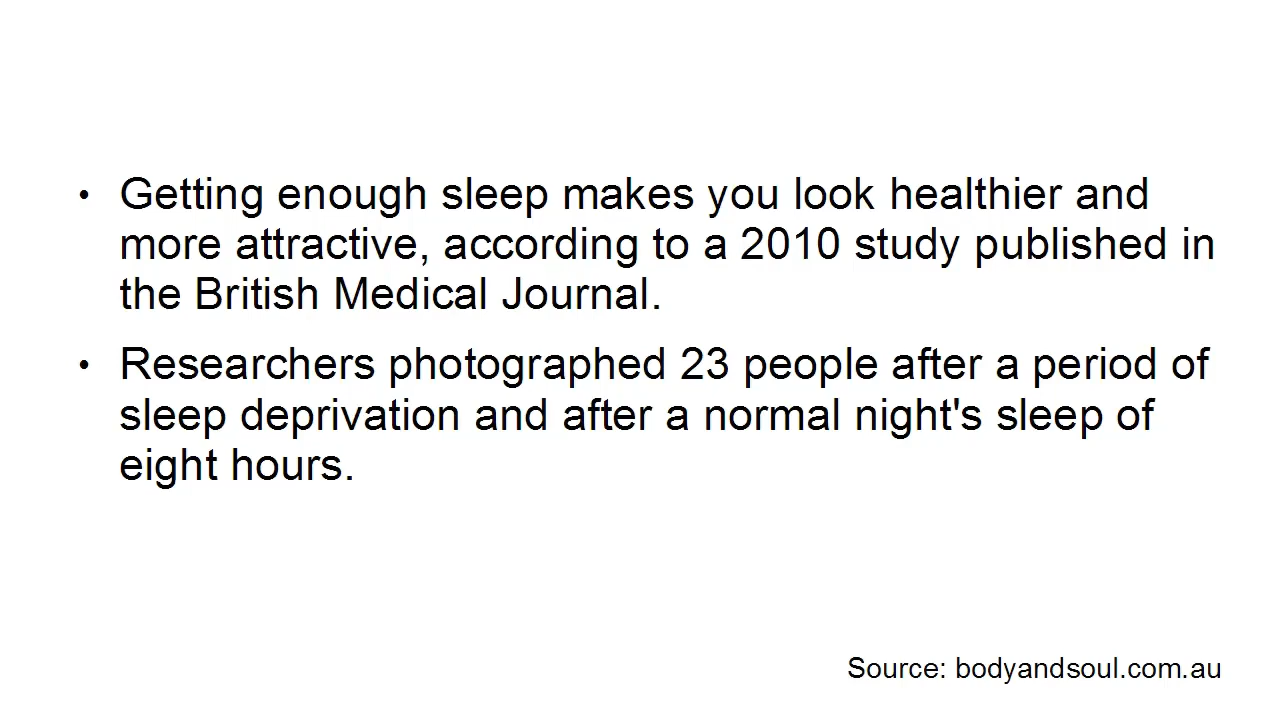 • Getting enough sleep makes you look healthier and
more attractive, according to a 2010 study published in
the British Medical Journal.
• Researchers photographed 23 people after a period of
sleep deprivation and after a normal night's sleep of
eight hours.
Source: bodyandsoul.com.au